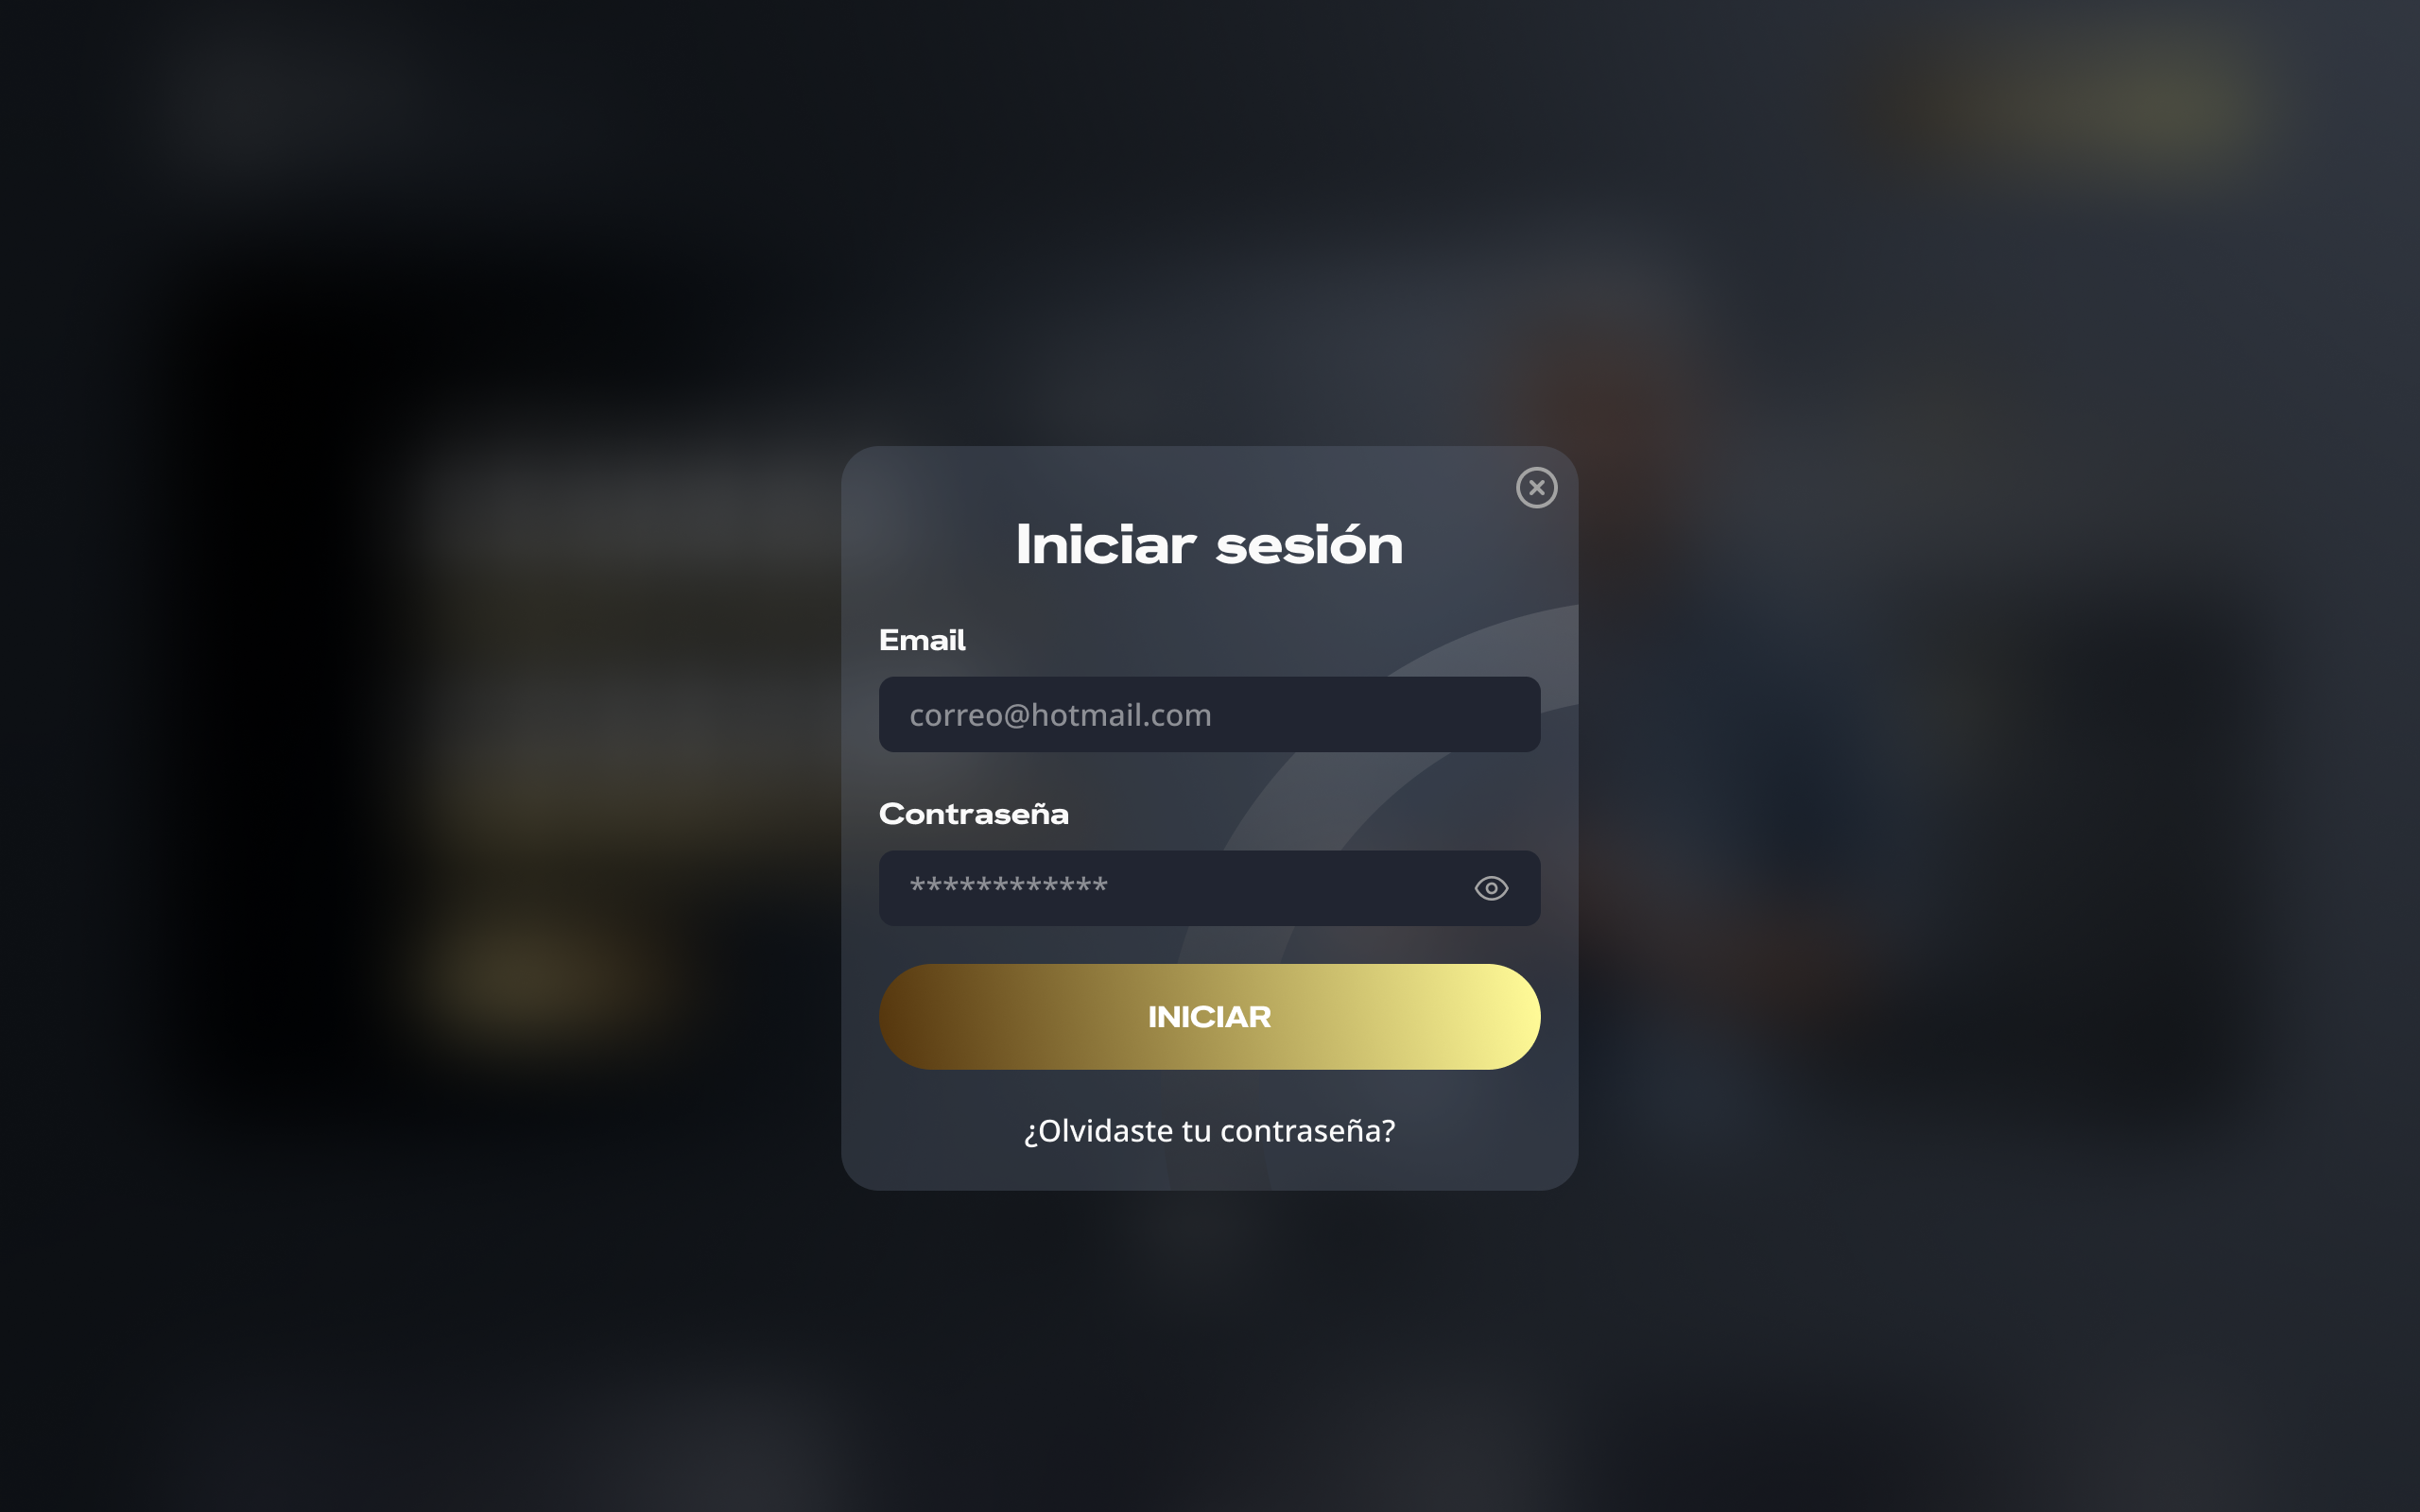 Iniciar sesión
Email
correo@hotmail.com
Contraseña
************
INICIAR
¿Olvidaste tu contraseña?